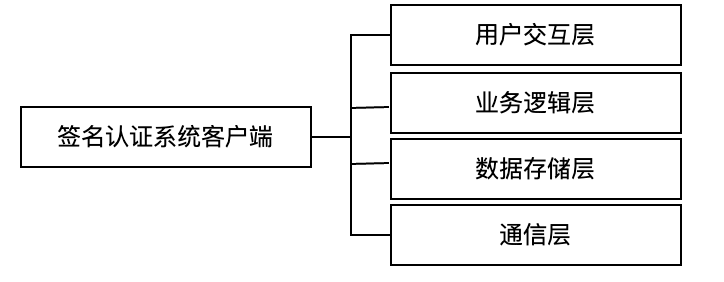 签名认证系统客户端
用户交互层
业务逻辑层
数据存储层
通信层